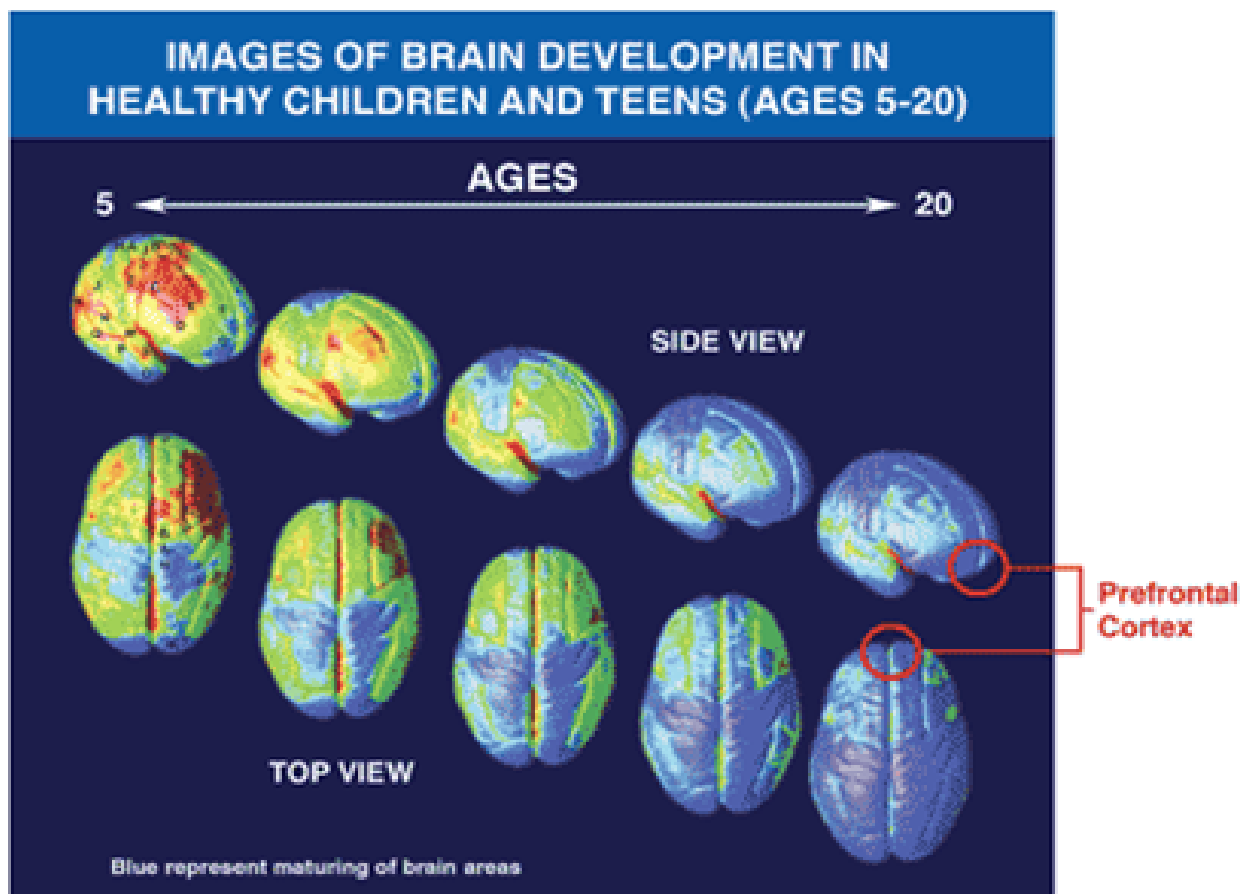 IMAGES OF BRAIN DEVELOPMENT IN
HEALTHY CHILDREN AND TEENS (AGES 5-20)
AGES
5
20
SIDE VIEW
Prefrontal
Cortex
TOP VIEW
Blue represent maturing of brain areas